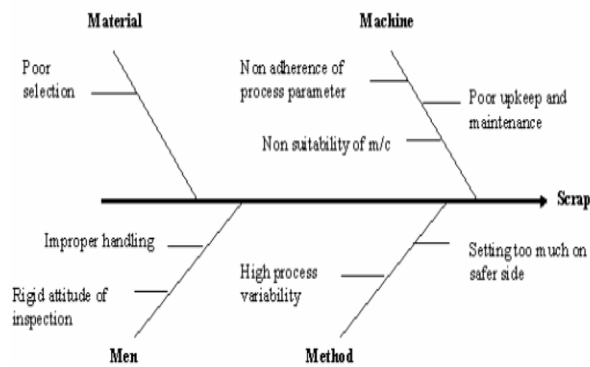 Material
Machine
Poor
selection
Non adherence of
process parameter
Poor upkeep and
maintenance
Non suitability of m/c
Scrap
Improper handling
Rigid attitude of
inspection
High process
variability
Setting too much on
safer side
Men
Method